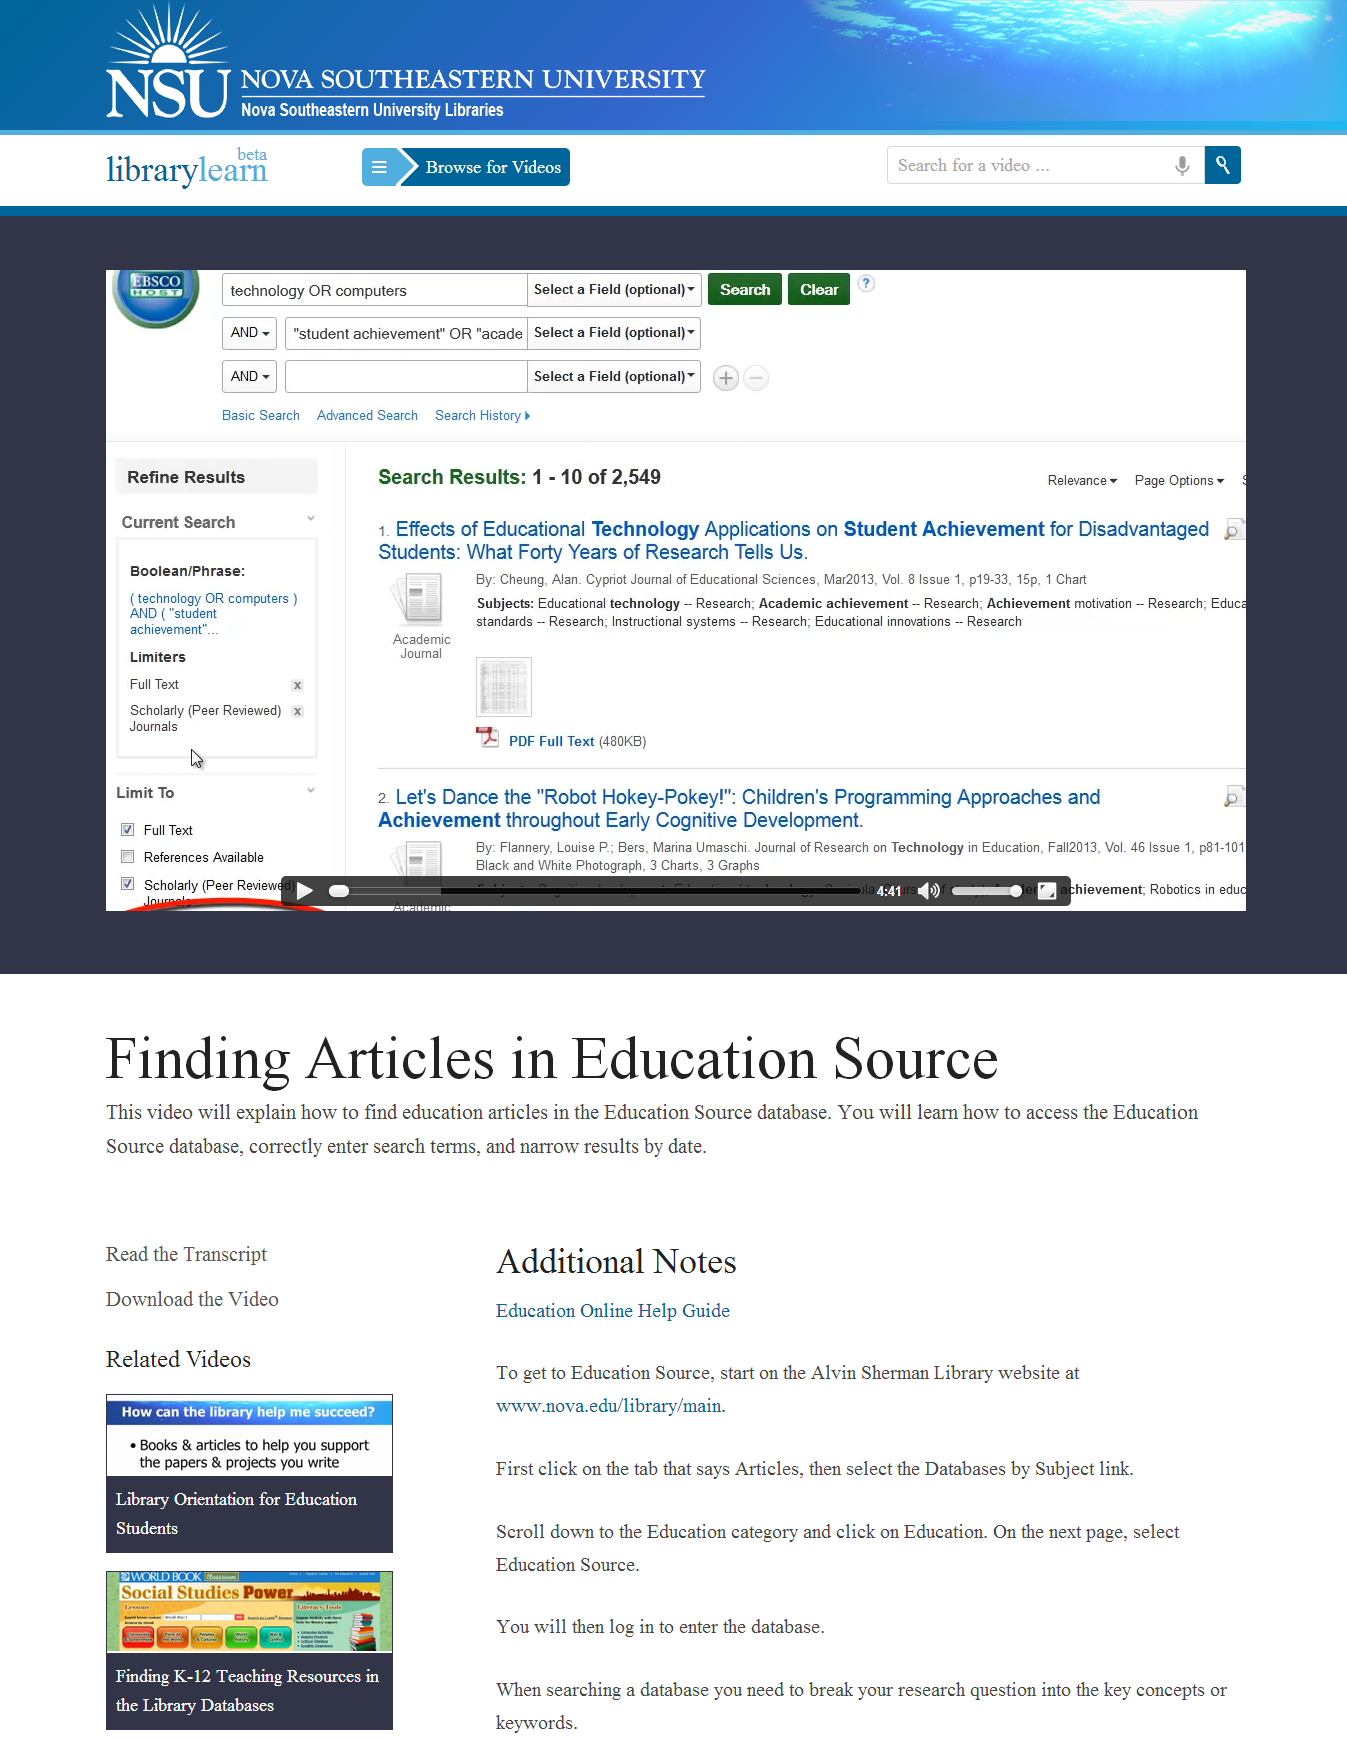 NSU NOVA SOUTHEASTERN UNIVERSITY
Nova Southeastern University Libraries
librarylearn beta
Browse for Videos
Search for a video ...
EBSCO
HOST
technology OR computers
Select a Field (optional)
Search
Clear
?
AND
"student achievement" OR "acade
Select a Field (optional)
AND
Select a Field (optional)
Basic Search
Advanced Search
Search History
Refine Results
Current Search
Boolean/Phrase:
( technology OR computers )
AND ( "student
achievement"...
Limiters
Full Text x
Scholarly (Peer Reviewed) x
Journals
Limit To
Full Text
References Available
Scholarly (Peer Reviewed)
Journals
Search Results: 1 - 10 of 2,549
Relevance
Page Options
1. Effects of Educational Technology Applications on Student Achievement for Disadvantaged
Students: What Forty Years of Research Tells Us.
By: Cheung, Alan. Cypriot Journal of Educational Sciences, Mar2013, Vol. 8 Issue 1, p19-33, 15p, 1 Chart
Subjects: Educational technology -- Research; Academic achievement -- Research; Achievement motivation -- Research; Educa
standards -- Research; Instructional systems -- Research; Educational innovations -- Research
Academic
Journal
PDF Full Text (480KB)
2. Let's Dance the "Robot Hokey-Pokey!": Children's Programming Approaches and
Achievement throughout Early Cognitive Development.
By: Flannery, Louise P.; Bers, Marina Umaschi. Journal of Research on Technology in Education, Fall2013, Vol. 46 Issue 1, p81-101
Black and White Photograph, 3 Charts, 3 Graphs
achievement; Robotics in educ
Academic
4:41
Finding Articles in Education Source
This video will explain how to find education articles in the Education Source database. You will learn how to access the Education
Source database, correctly enter search terms, and narrow results by date.
Read the Transcript
Download the Video
Related Videos
How can the library help me succeed?
• Books & articles to help you support
the papers & projects you write
Library Orientation for Education
Students
WORLD BOOK Classroom
Social Studies Power
Lessons
Literacy Tools
Finding K-12 Teaching Resources in
the Library Databases
Additional Notes
Education Online Help Guide
To get to Education Source, start on the Alvin Sherman Library website at
www.nova.edu/library/main.
First click on the tab that says Articles, then select the Databases by Subject link.
Scroll down to the Education category and click on Education. On the next page, select
Education Source.
You will then log in to enter the database.
When searching a database you need to break your research question into the key concepts or
keywords.